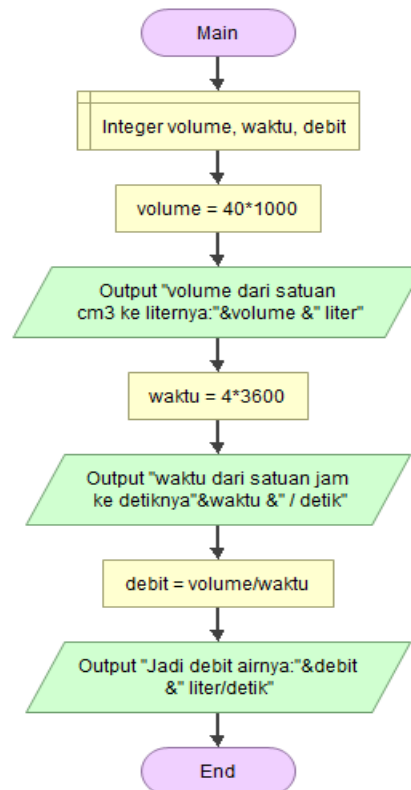 Main
Integer volume, waktu, debit
volume = 40*1000
Output "volume dari satuan
cm3 ke liternya:"&volume &" liter"
waktu = 4*3600
Output "waktu dari satuan jam
ke detiknya"&waktu &" / detik"
debit = volume/waktu
Output "Jadi debit airnya:"&debit
&" liter/detik"
End